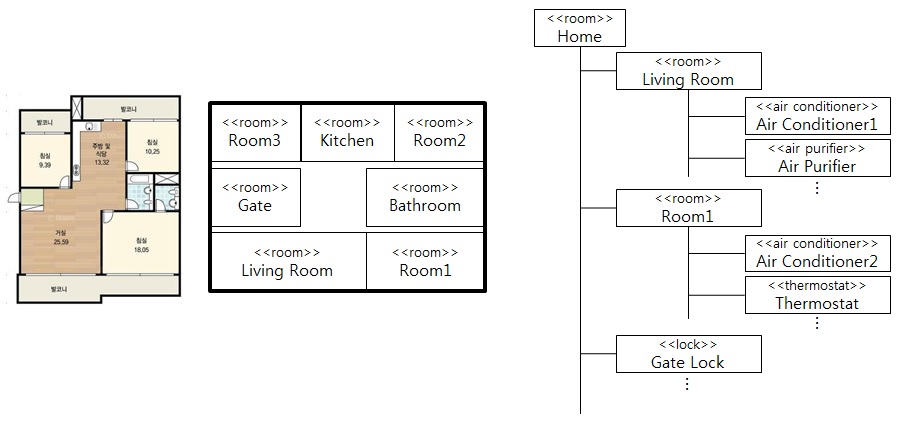 발코니
발코니
침실
9.39
주방 및
식당
13.32
침실
10.25
거실
25.59
침실
18.05
발코니
<<room>>
Room3
<<room>>
Kitchen
<<room>>
Room2
<<room>>
Gate
<<room>>
Bathroom
<<room>>
Living Room
<<room>>
Room1
<<room>>
Home
<<room>>
Living Room
<<air conditioner>>
Air Conditioner1
<<air purifier>>
Air Purifier
<<room>>
Room1
<<air conditioner>>
Air Conditioner2
<<thermostat>>
Thermostat
<<lock>>
Gate Lock